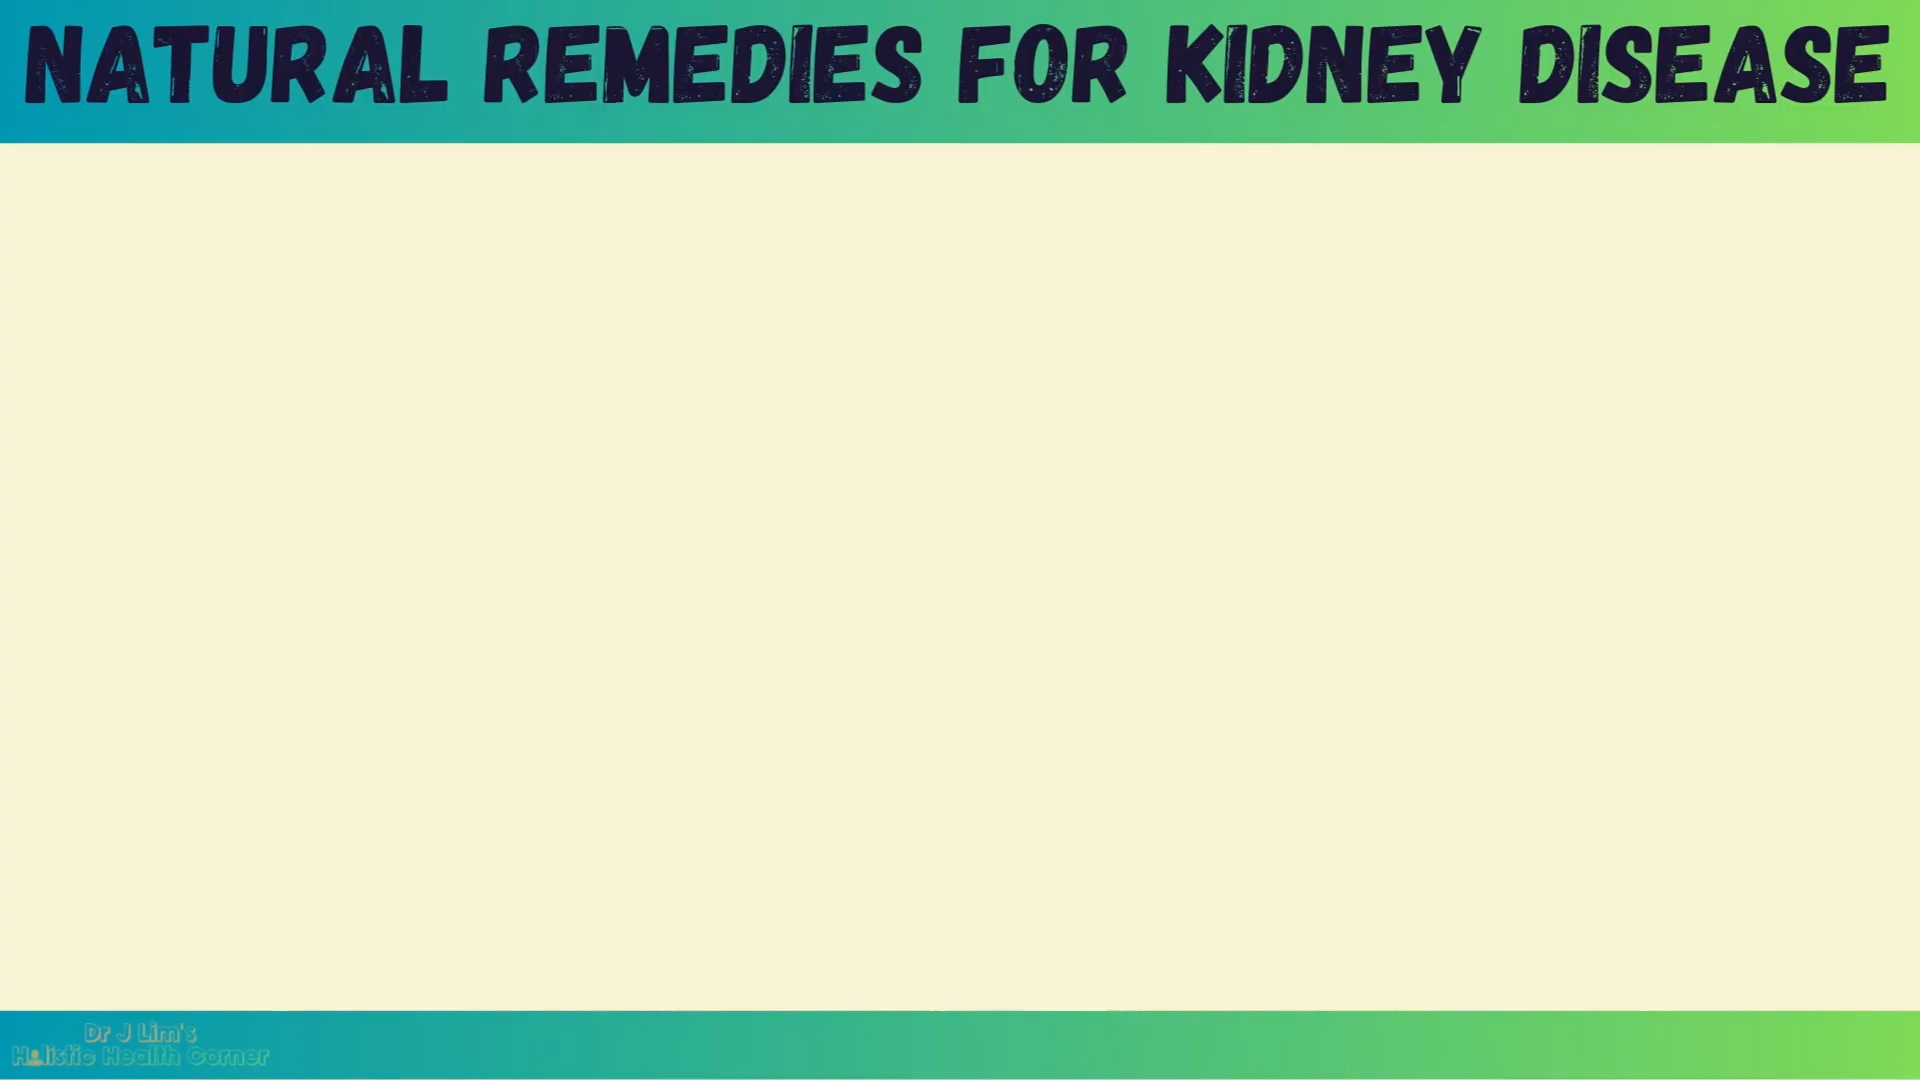 NATURAL REMEDIES FOR KIDNEY DISEASE
Dr J Lim's
Holistic Health Corner